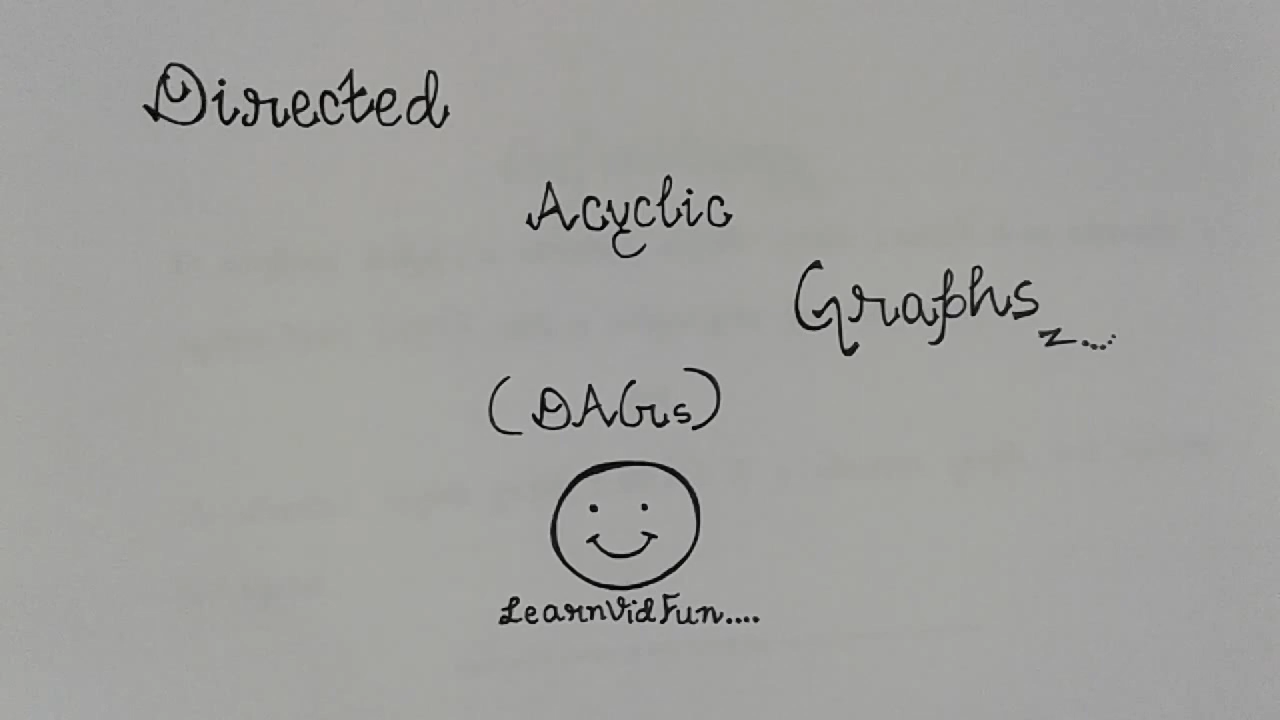 Directed
Acyclic
Graphs
(DAGs)
LearnVidFun....